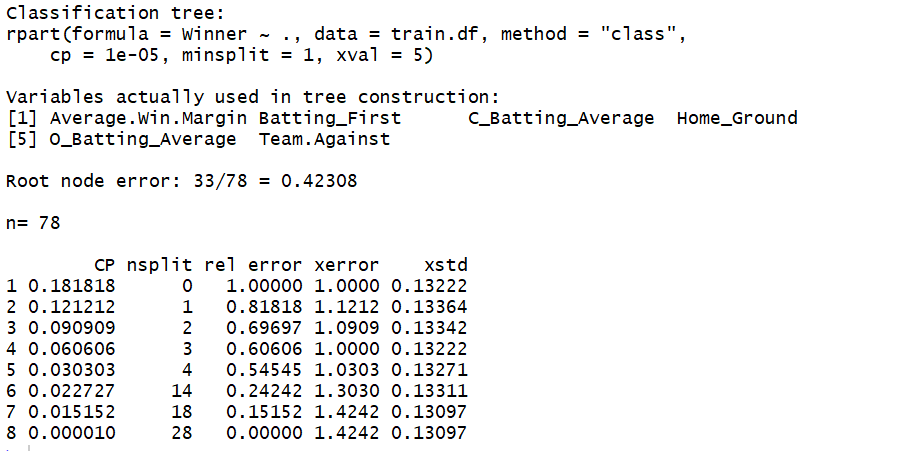 Classification tree:
rpart(formula = Winner ~ ., data = train.df, method = "class",
    cp = 1e-05, minsplit = 1, xval = 5)

Variables actually used in tree construction:
[1] Average.Win.Margin Batting_First      C_Batting_Average  Home_Ground
[5] O_Batting_Average  Team.Against

Root node error: 33/78 = 0.42308

n= 78

        CP nsplit rel error xerror    xstd
1 0.181818      0   1.00000 1.0000 0.13222
2 0.121212      1   0.81818 1.1212 0.13364
3 0.090909      2   0.69697 1.0909 0.13342
4 0.060606      3   0.60606 1.0000 0.13222
5 0.030303      4   0.54545 1.0303 0.13271
6 0.022727     14   0.24242 1.3030 0.13311
7 0.015152     18   0.15152 1.4242 0.13097
8 0.000010     28   0.00000 1.4242 0.13097